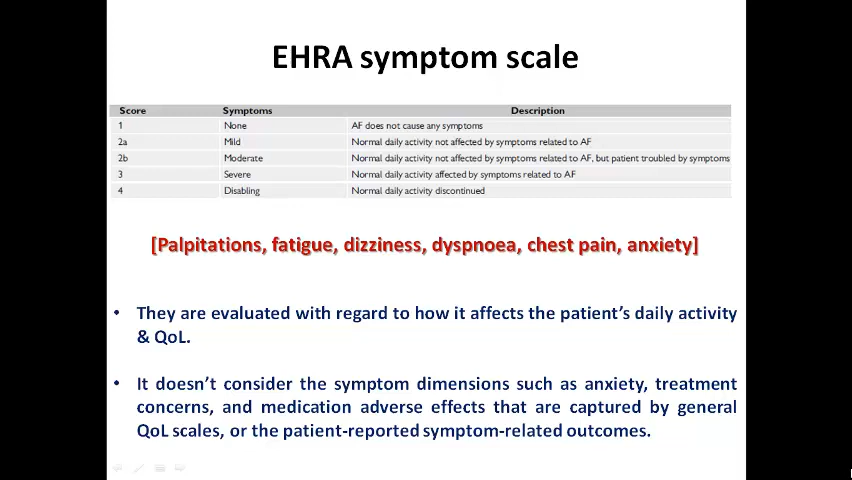 EHRA symptom scale
Score Symptoms Description
1 None AF does not cause any symptoms
2a Mild Normal daily activity not affected by symptoms related to AF
2b Moderate Normal daily activity not affected by symptoms related to AF, but patient troubled by symptoms
3 Severe Normal daily activity affected by symptoms related to AF
4 Disabling Normal daily activity discontinued
[Palpitations, fatigue, dizziness, dyspnoea, chest pain, anxiety]
• They are evaluated with regard to how it affects the patient's daily activity
& QoL.
• It doesn't consider the symptom dimensions such as anxiety, treatment
concerns, and medication adverse effects that are captured by general
QoL scales, or the patient-reported symptom-related outcomes.